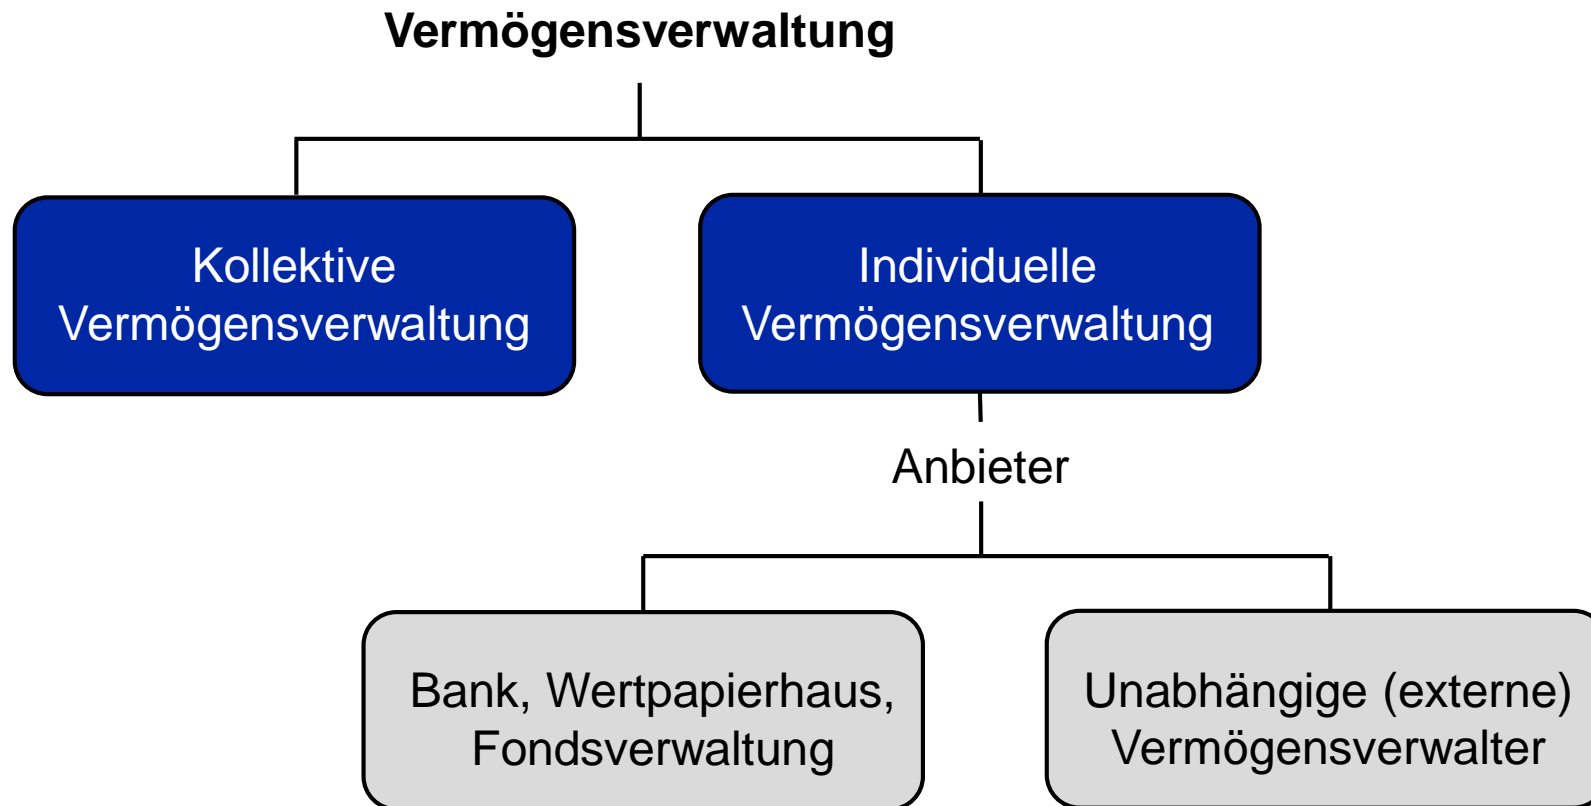 Vermögensverwaltung
Kollektive
Vermögensverwaltung
Individuelle
Vermögensverwaltung
Anbieter
Bank, Wertpapierhaus,
Fondsverwaltung
Unabhängige (externe)
Vermögensverwalter